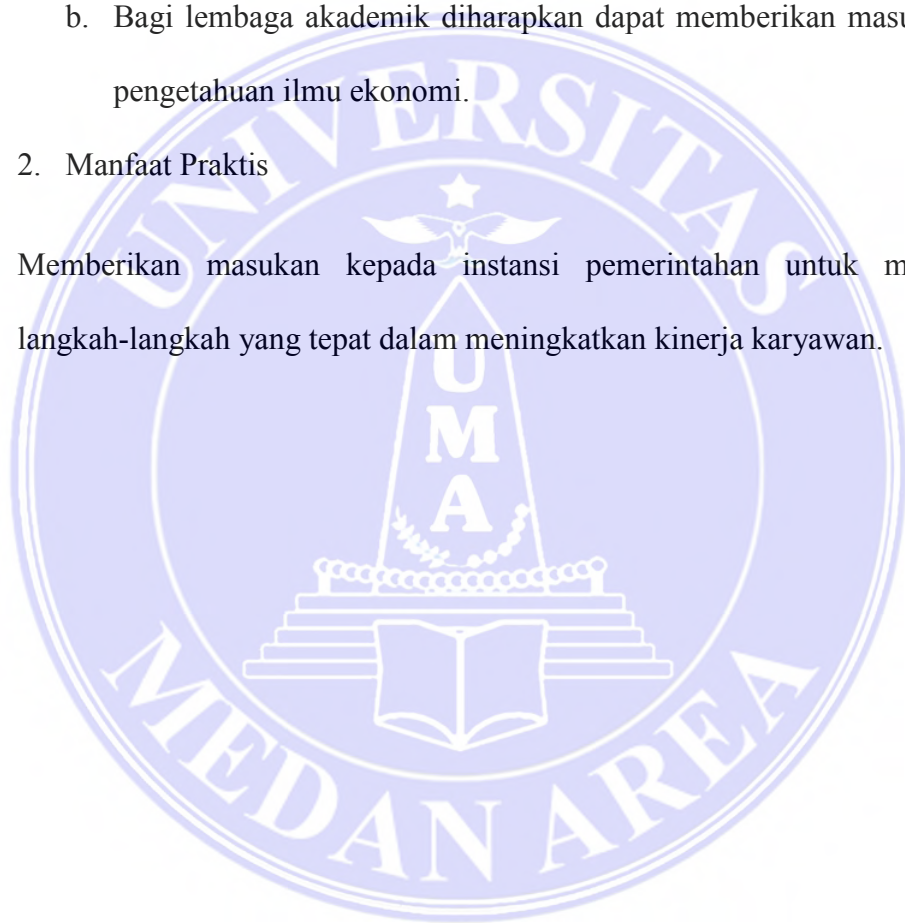 b. Bagi lembaga akademik diharapkan dapat memberikan
pengetahuan ilmu ekonomi.
2. Manfaat Praktis
Memberikan masukan kepada instansi pemerintahan untuk
langkah-langkah yang tepat dalam meningkatkan kinerja karyawan.
UNIVERSITAS
UMA
MEDAN AREA